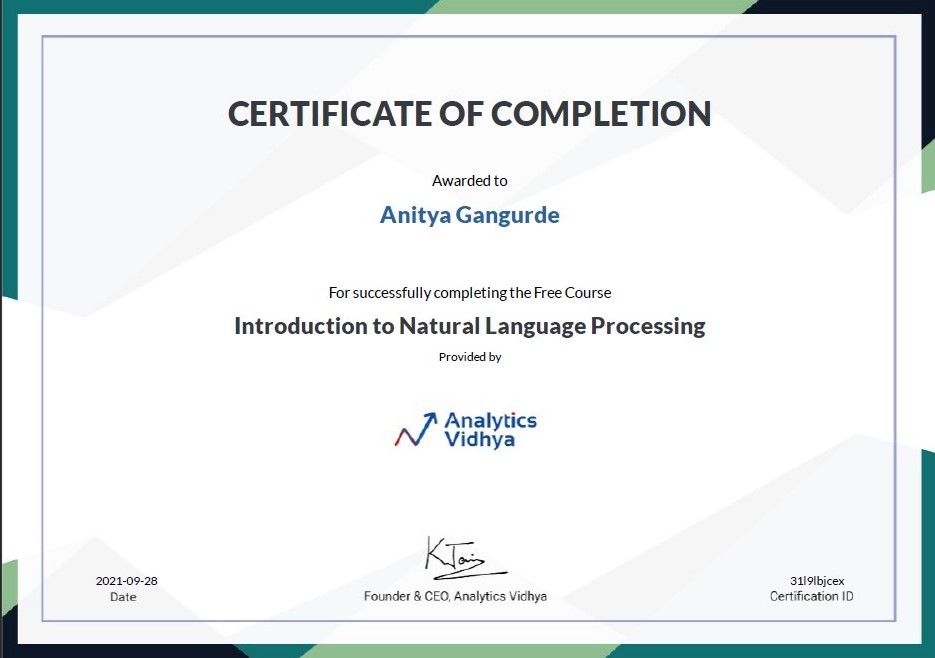 CERTIFICATE OF COMPLETION
Awarded to
Anitya Gangurde
For successfully completing the Free Course
Introduction to Natural Language Processing
Provided by
Analytics
Vidhya
K Jain
2021-09-28
Date
Founder & CEO, Analytics Vidhya
31l9lbjcex
Certification ID